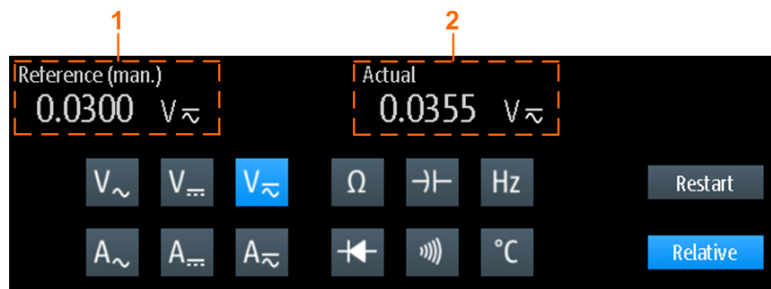 1 2
Reference (man.) Actual
0.0300 V⏦ 0.0355 V⏦
V~ V⎓ V⏦ Ω Hz Restart
A~ A⎓ A⏦ °C Relative